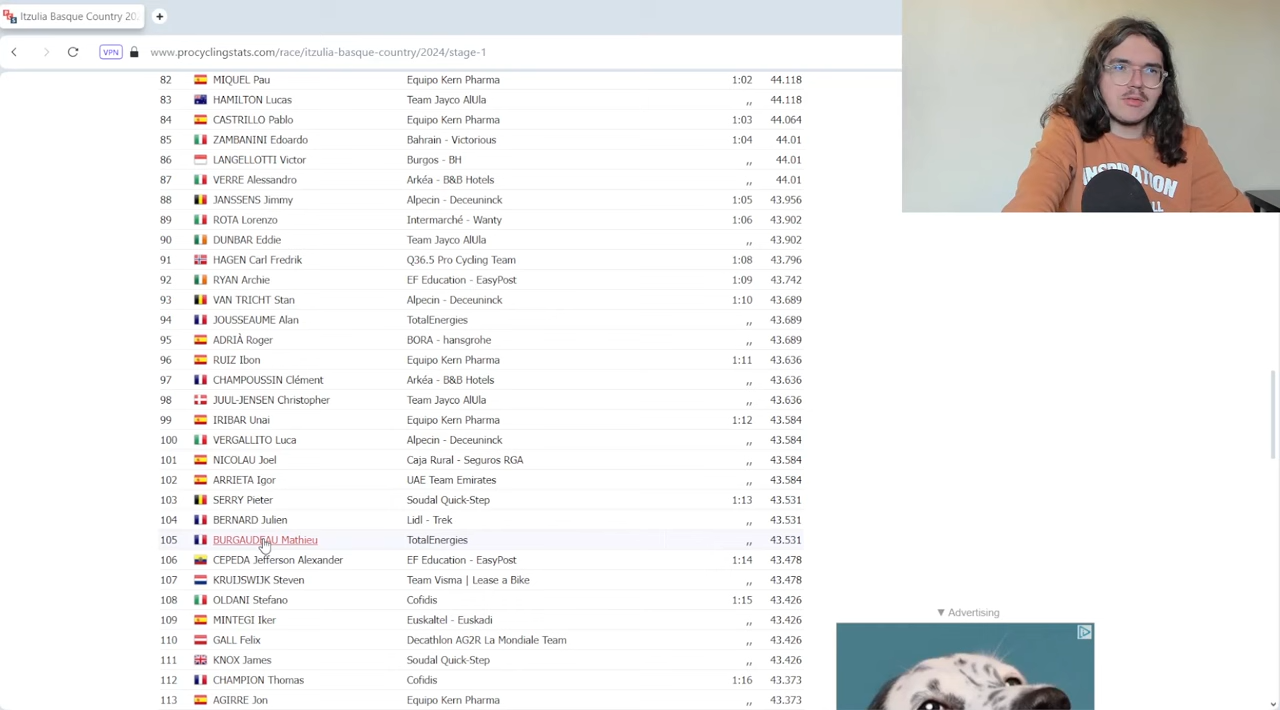 Itzulia Basque Country 20
VPN
www.procyclingstats.com/race/itzulia-basque-country/2024/stage-1
82 MIQUEL Pau Equipo Kern Pharma 1:02 44.118
83 HAMILTON Lucas Team Jayco AlUla ,, 44.118
84 CASTRILLO Pablo Equipo Kern Pharma 1:03 44.064
85 ZAMBANINI Edoardo Bahrain - Victorious 1:04 44.01
86 LANGELLOTTI Victor Burgos - BH ,, 44.01
87 VERRE Alessandro Arkéa - B&B Hotels ,, 44.01
88 JANSSENS Jimmy Alpecin - Deceuninck 1:05 43.956
89 ROTA Lorenzo Intermarché - Wanty 1:06 43.902
90 DUNBAR Eddie Team Jayco AlUla ,, 43.902
91 HAGEN Carl Fredrik Q36.5 Pro Cycling Team 1:08 43.796
92 RYAN Archie EF Education - EasyPost 1:09 43.742
93 VAN TRICHT Stan Alpecin - Deceuninck 1:10 43.689
94 JOUSSEAUME Alan TotalEnergies ,, 43.689
95 ADRIÀ Roger BORA - hansgrohe ,, 43.689
96 RUIZ Ibon Equipo Kern Pharma 1:11 43.636
97 CHAMPOUSSIN Clément Arkéa - B&B Hotels ,, 43.636
98 JUUL-JENSEN Christopher Team Jayco AlUla ,, 43.636
99 IRIBAR Unai Equipo Kern Pharma 1:12 43.584
100 VERGALLITO Luca Alpecin - Deceuninck ,, 43.584
101 NICOLAU Joel Caja Rural - Seguros RGA ,, 43.584
102 ARRIETA Igor UAE Team Emirates ,, 43.584
103 SERRY Pieter Soudal Quick-Step 1:13 43.531
104 BERNARD Julien Lidl - Trek ,, 43.531
105 BURGAUDEAU Mathieu TotalEnergies ,, 43.531
106 CEPEDA Jefferson Alexander EF Education - EasyPost 1:14 43.478
107 KRUIJSWIJK Steven Team Visma | Lease a Bike ,, 43.478
108 OLDANI Stefano Cofidis 1:15 43.426
109 MINTEGI Iker Euskaltel - Euskadi ,, 43.426
110 GALL Felix Decathlon AG2R La Mondiale Team ,, 43.426
111 KNOX James Soudal Quick-Step ,, 43.426
112 CHAMPION Thomas Cofidis 1:16 43.373
113 AGIRRE Jon Equipo Kern Pharma ,, 43.373
▼ Advertising